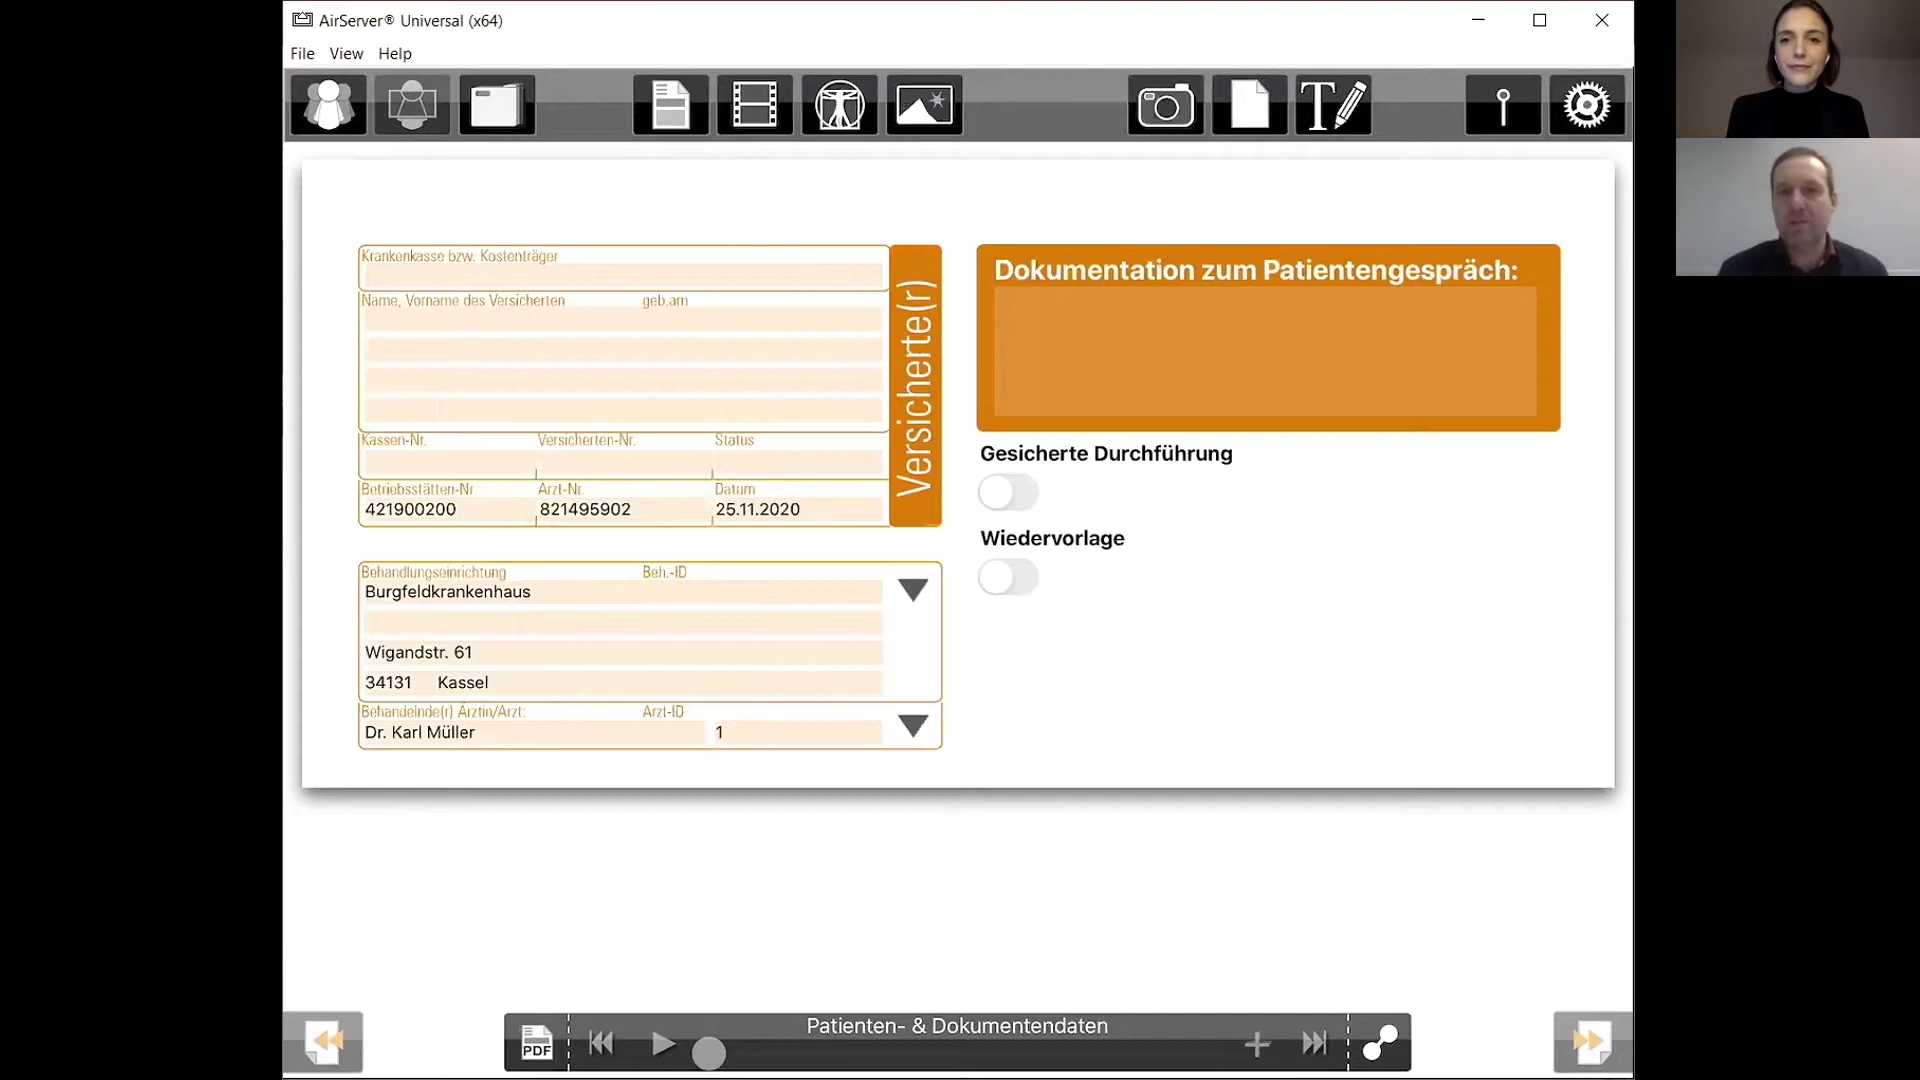 AirServer® Universal (x64)
File View Help
Krankenkasse bzw. Kostenträger
Name, Vorname des Versicherten geb.am
Kassen-Nr. Versicherten-Nr. Status
Betriebsstätten-Nr Arzt-Nr. Datum
421900200 821495902 25.11.2020
Versicherte(r)
Behandlungseinrichtung Beh.-ID
Burgfeldkrankenhaus
Wigandstr. 61
34131 Kassel
Behandelnde(r) Ärztin/Arzt: Arzt-ID
Dr. Karl Müller 1
Dokumentation zum Patientengespräch:
Gesicherte Durchführung
Wiedervorlage
T
PDF
Patienten- & Dokumentendaten